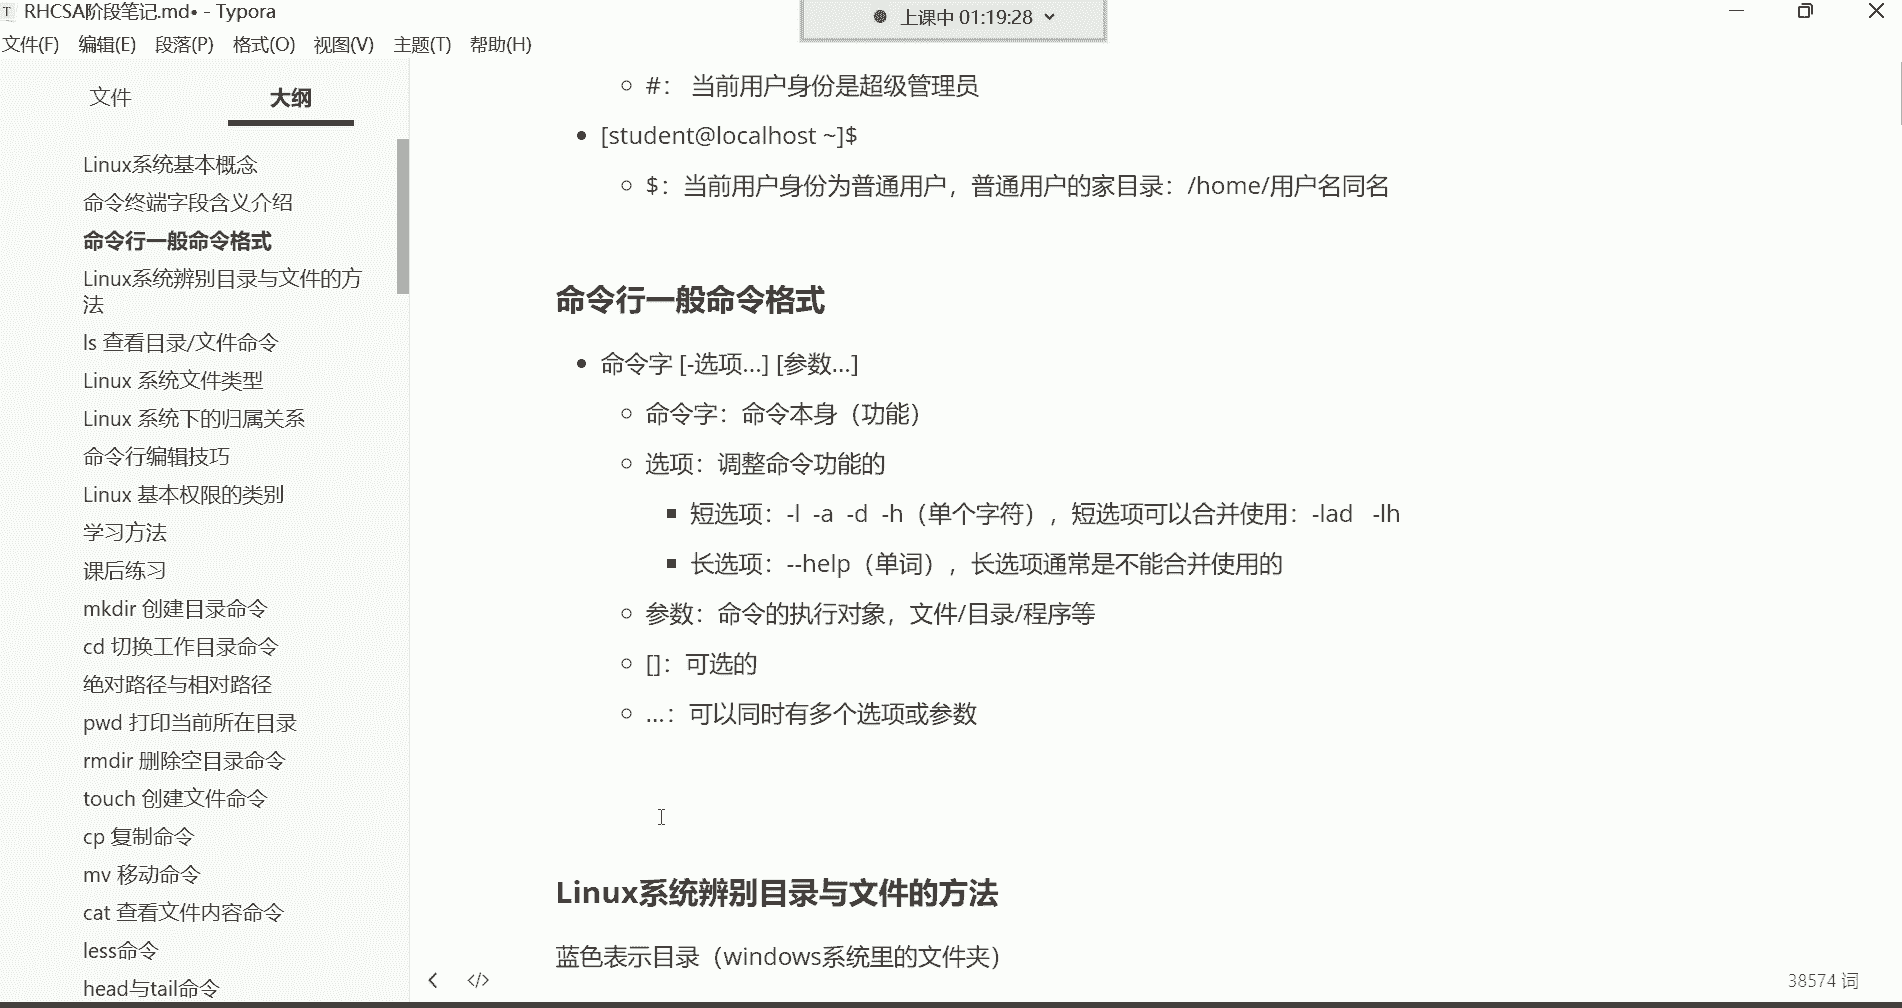 T RHCSA阶段笔记.md• - Typora
上课中 01:19:28
文件(F) 编辑(E) 段落(P) 格式(O) 视图(V) 主题(T) 帮助(H)
文件 大纲
Linux系统基本概念
命令终端字段含义介绍
命令行一般命令格式
Linux系统辨别目录与文件的方
法
ls 查看目录/文件命令
Linux 系统文件类型
Linux 系统下的归属关系
命令行编辑技巧
Linux 基本权限的类别
学习方法
课后练习
mkdir 创建目录命令
cd 切换工作目录命令
绝对路径与相对路径
pwd 打印当前所在目录
rmdir 删除空目录命令
touch 创建文件命令
cp 复制命令
mv 移动命令
cat 查看文件内容命令
less命令
head与tail命令
#： 当前用户身份是超级管理员
[student@localhost ~]$
$：当前用户身份为普通用户，普通用户的家目录：/home/用户名同名
命令行一般命令格式
命令字 [-选项...] [参数...]
命令字：命令本身（功能）
选项：调整命令功能的
短选项：-l -a -d -h（单个字符），短选项可以合并使用：-lad -lh
长选项：--help（单词），长选项通常是不能合并使用的
参数：命令的执行对象，文件/目录/程序等
[]：可选的
...：可以同时有多个选项或参数
Linux系统辨别目录与文件的方法
蓝色表示目录（windows系统里的文件夹）
</>
38574 词